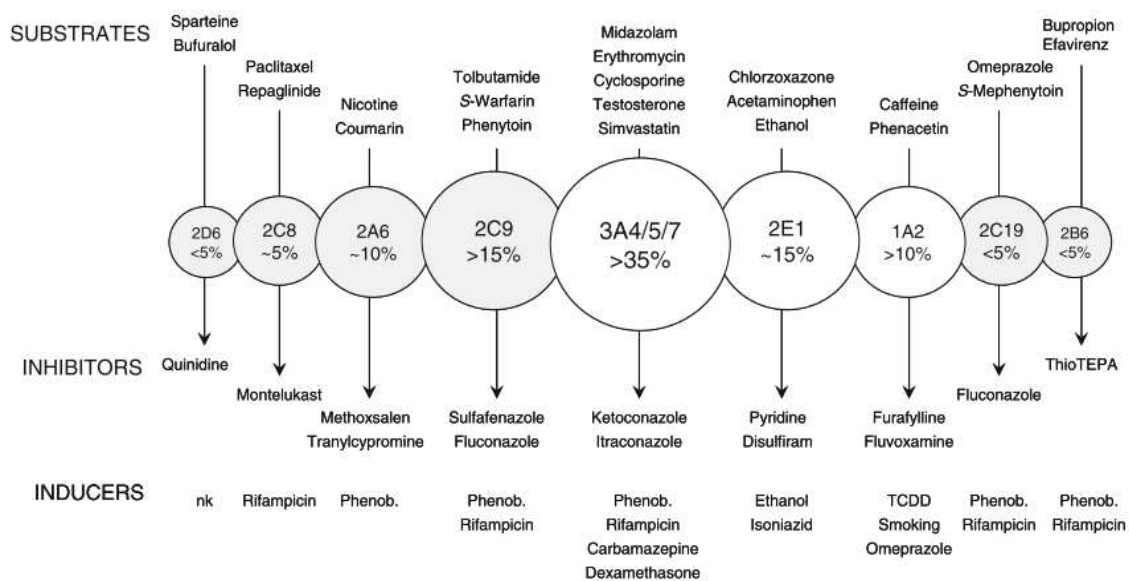 SUBSTRATES
Sparteine
Bufuralol
Paclitaxel
Repaglinide
Nicotine
Coumarin
Tolbutamide
S-Warfarin
Phenytoin
Midazolam
Erythromycin
Cyclosporine
Testosterone
Simvastatin
Chlorzoxazone
Acetaminophen
Ethanol
Caffeine
Phenacetin
Omeprazole
S-Mephenytoin
Bupropion
Efavirenz
2D6
<5%
2C8
~5%
2A6
~10%
2C9
>15%
3A4/5/7
>35%
2E1
~15%
1A2
>10%
2C19
<5%
2B6
<5%
INHIBITORS
Quinidine
Montelukast
Methoxsalen
Tranylcypromine
Sulfafenazole
Fluconazole
Ketoconazole
Itraconazole
Pyridine
Disulfiram
Furafylline
Fluvoxamine
Fluconazole
ThioTEPA
INDUCERS
nk
Rifampicin
Phenob.
Phenob.
Rifampicin
Phenob.
Rifampicin
Carbamazepine
Dexamethasone
Ethanol
Isoniazid
TCDD
Smoking
Omeprazole
Phenob.
Rifampicin
Phenob.
Rifampicin